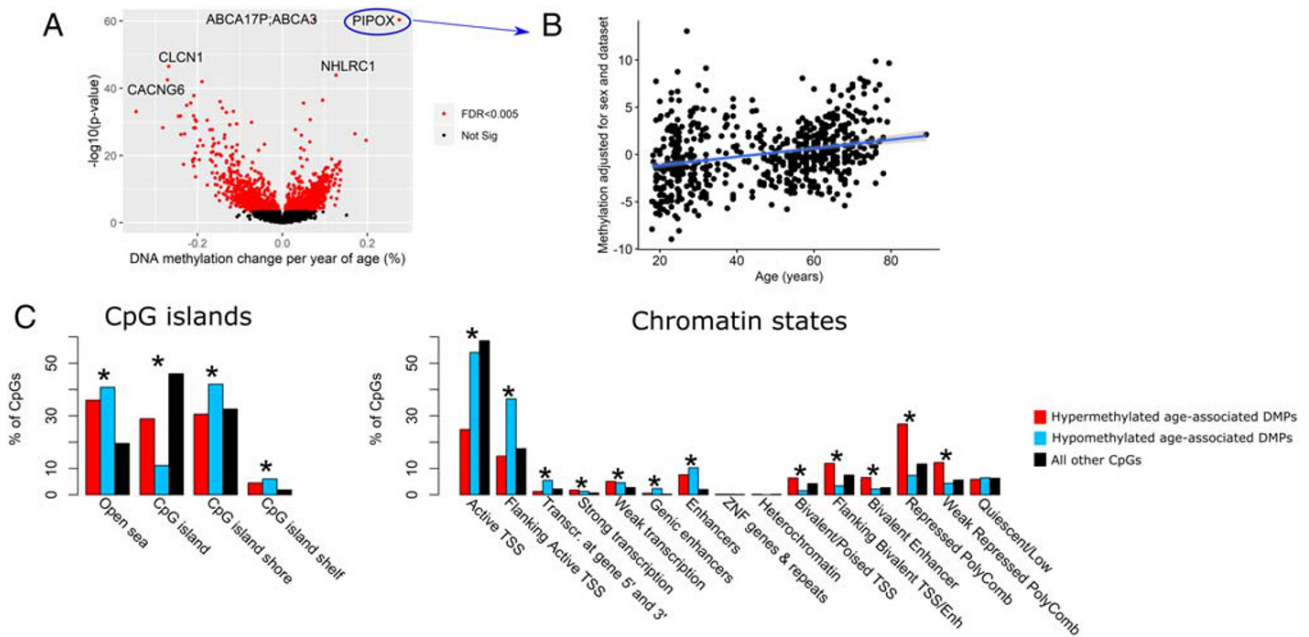 A
60
40
20
0
-log10(p-value)
ABCA17P;ABCA3
PIPOX
CLCN1
NHLRC1
CACNG6
-0.2
0.0
0.2
DNA methylation change per year of age (%)
FDR<0.005
Not Sig
B
Methylation adjusted for sex and dataset
10
5
0
-5
-10
20
40
60
80
Age (years)
C
CpG islands
% of CpGs
50
30
10
0
*
*
*
*
Open sea
CpG island
CpG island shore
CpG island shelf
Chromatin states
% of CpGs
50
30
10
0
*
*
*
*
*
*
*
*
*
*
*
*
Active TSS
Flanking Active TSS
Transcr. at gene 5' and 3'
Strong transcription
Weak transcription
Genic enhancers
Enhancers
ZNF genes & repeats
Heterochromatin
Bivalent/Poised TSS
Flanking Bivalent TSS/Enh
Bivalent Enhancer
Repressed PolyComb
Weak Repressed PolyComb
Quiescent/Low
Hypermethylated age-associated DMPs
Hypomethylated age-associated DMPs
All other CpGs